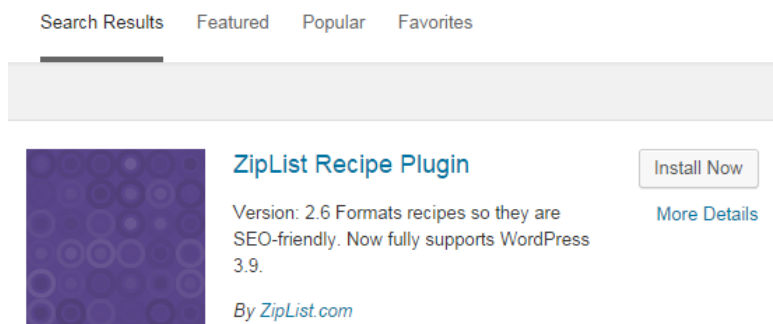 Search Results Featured Popular Favorites
ZipList Recipe Plugin
Install Now
Version: 2.6 Formats recipes so they are
More Details
SEO-friendly. Now fully supports WordPress
3.9.
By ZipList.com